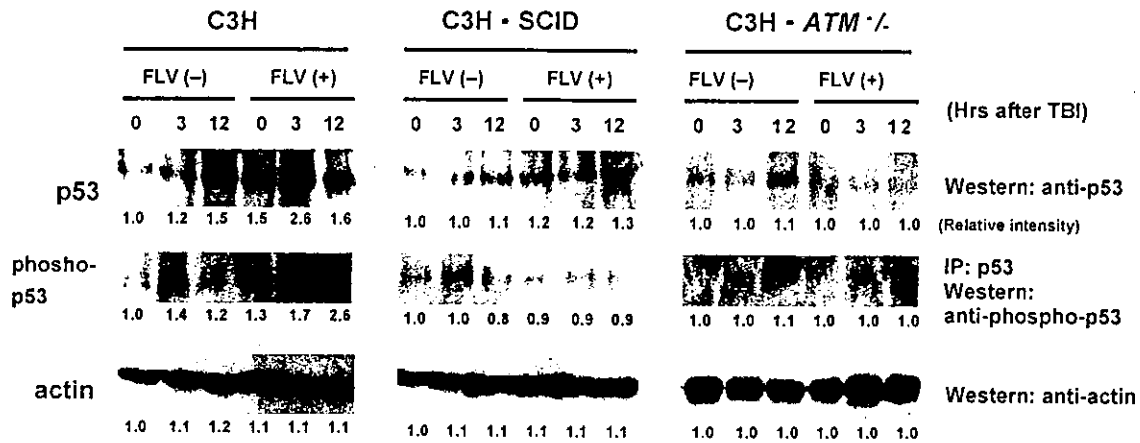 C3H C3H - SCID C3H - ATM -/-
FLV (–) FLV (+) FLV (–) FLV (+) FLV (–) FLV (+)
0 3 12 0 3 12 0 3 12 0 3 12 0 3 12 0 3 12 (Hrs after TBI)
p53 Western: anti-p53
1.0 1.2 1.5 1.5 2.6 1.6 1.0 1.0 1.1 1.2 1.2 1.3 1.0 1.0 1.1 1.0 1.0 1.0 (Relative intensity)
phosho-
p53
IP: p53
Western:
anti-phospho-p53
1.0 1.4 1.2 1.3 1.7 2.6 1.0 1.0 0.8 0.9 0.9 0.9 1.0 1.0 1.1 1.0 1.0 1.0
actin Western: anti-actin
1.0 1.1 1.2 1.1 1.1 1.1 1.0 1.1 1.1 1.1 1.1 1.1 1.0 1.0 1.0 1.0 1.0 1.0